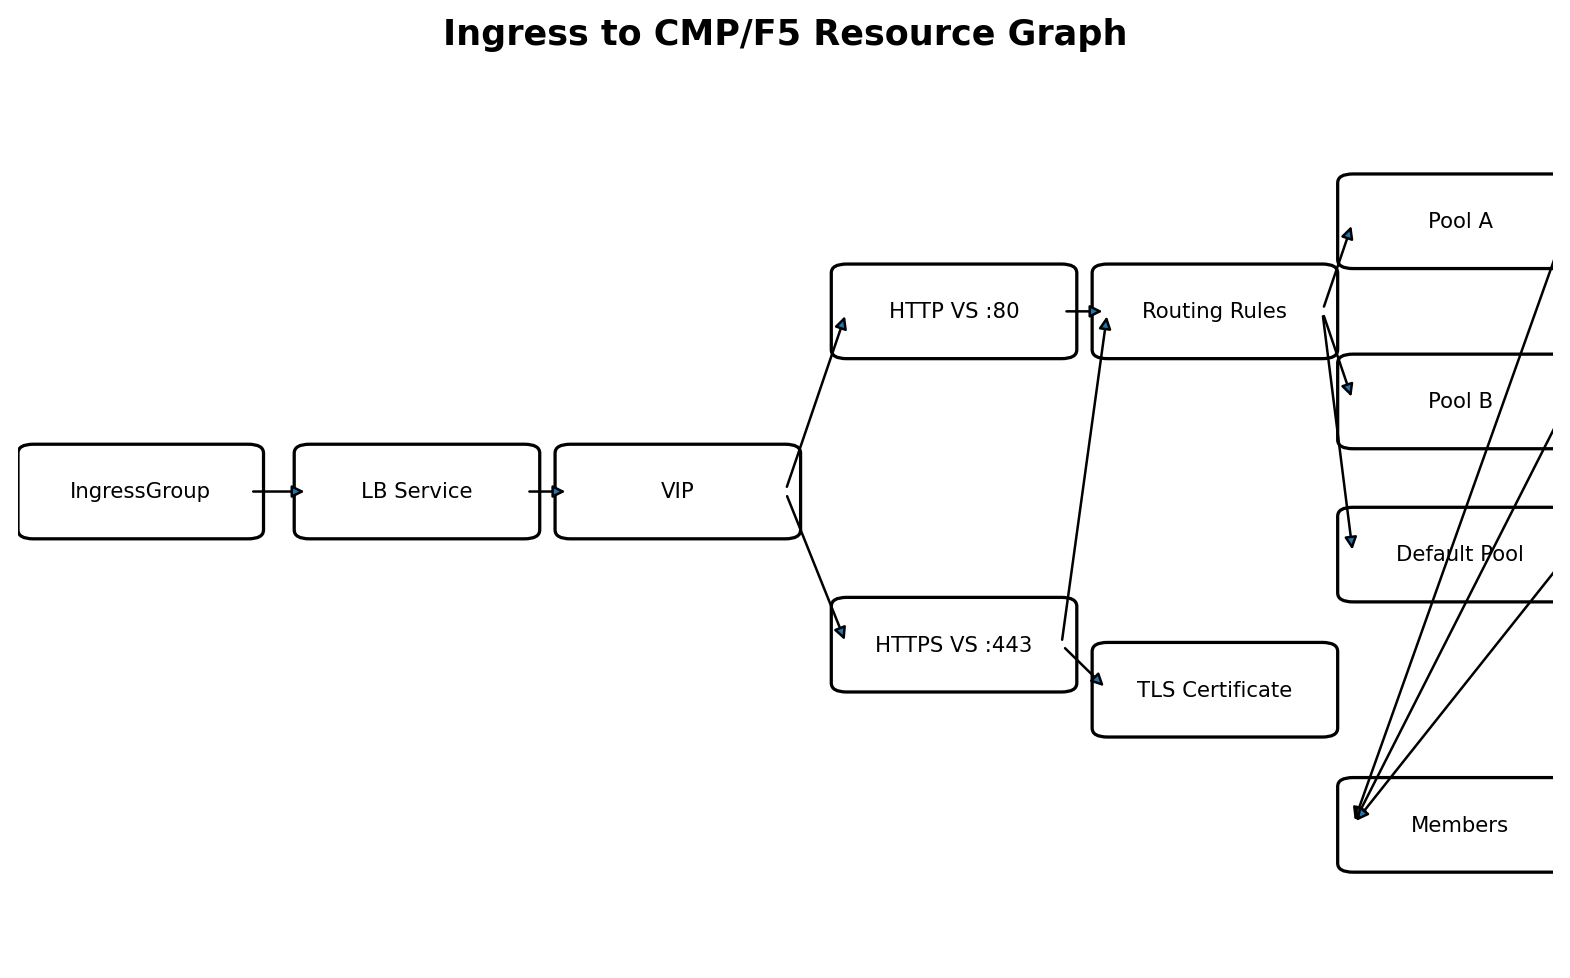 Ingress to CMP/F5 Resource Graph
Pool A
HTTP VS :80
Routing Rules
Pool B
IngressGroup
LB Service
VIP
Default Pool
HTTPS VS :443
TLS Certificate
Members